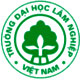 TRƯỜNG ĐẠI HỌC LÂM NGHIỆP
VIỆT NAM